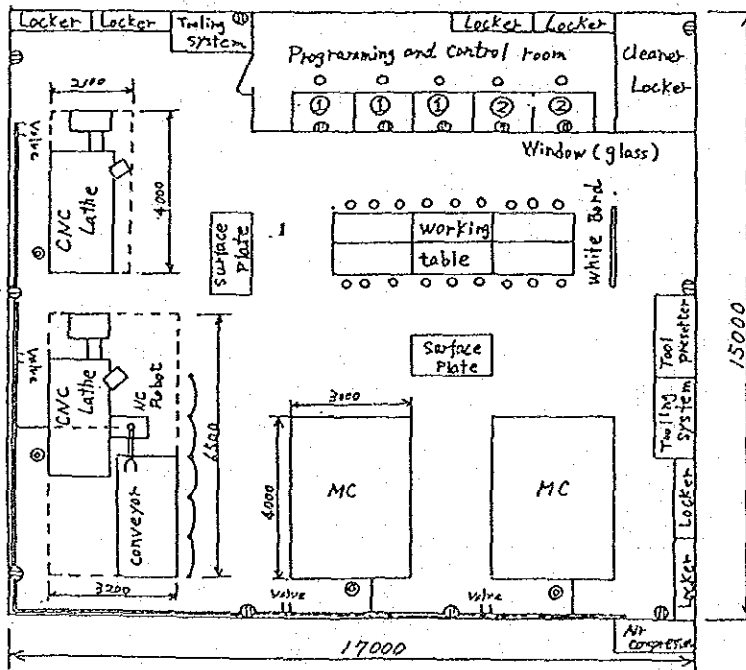 Locker
Locker
Tooling
system
Locker
Locker
Programming and control room
cleaner
Locker
① ① ① ② ②
Window (glass)
2100
valve
CNC
Lathe
4000
surface
plate
1
working
table
white Bord
Surface
Plate
Tool
presetter
Tooling
system
Locker
Locker
15000
valve
CNC
Lathe
NC
Robot
conveyor
6500
3200
3000
4000
MC
MC
valve
valve
Air
compressor
17000